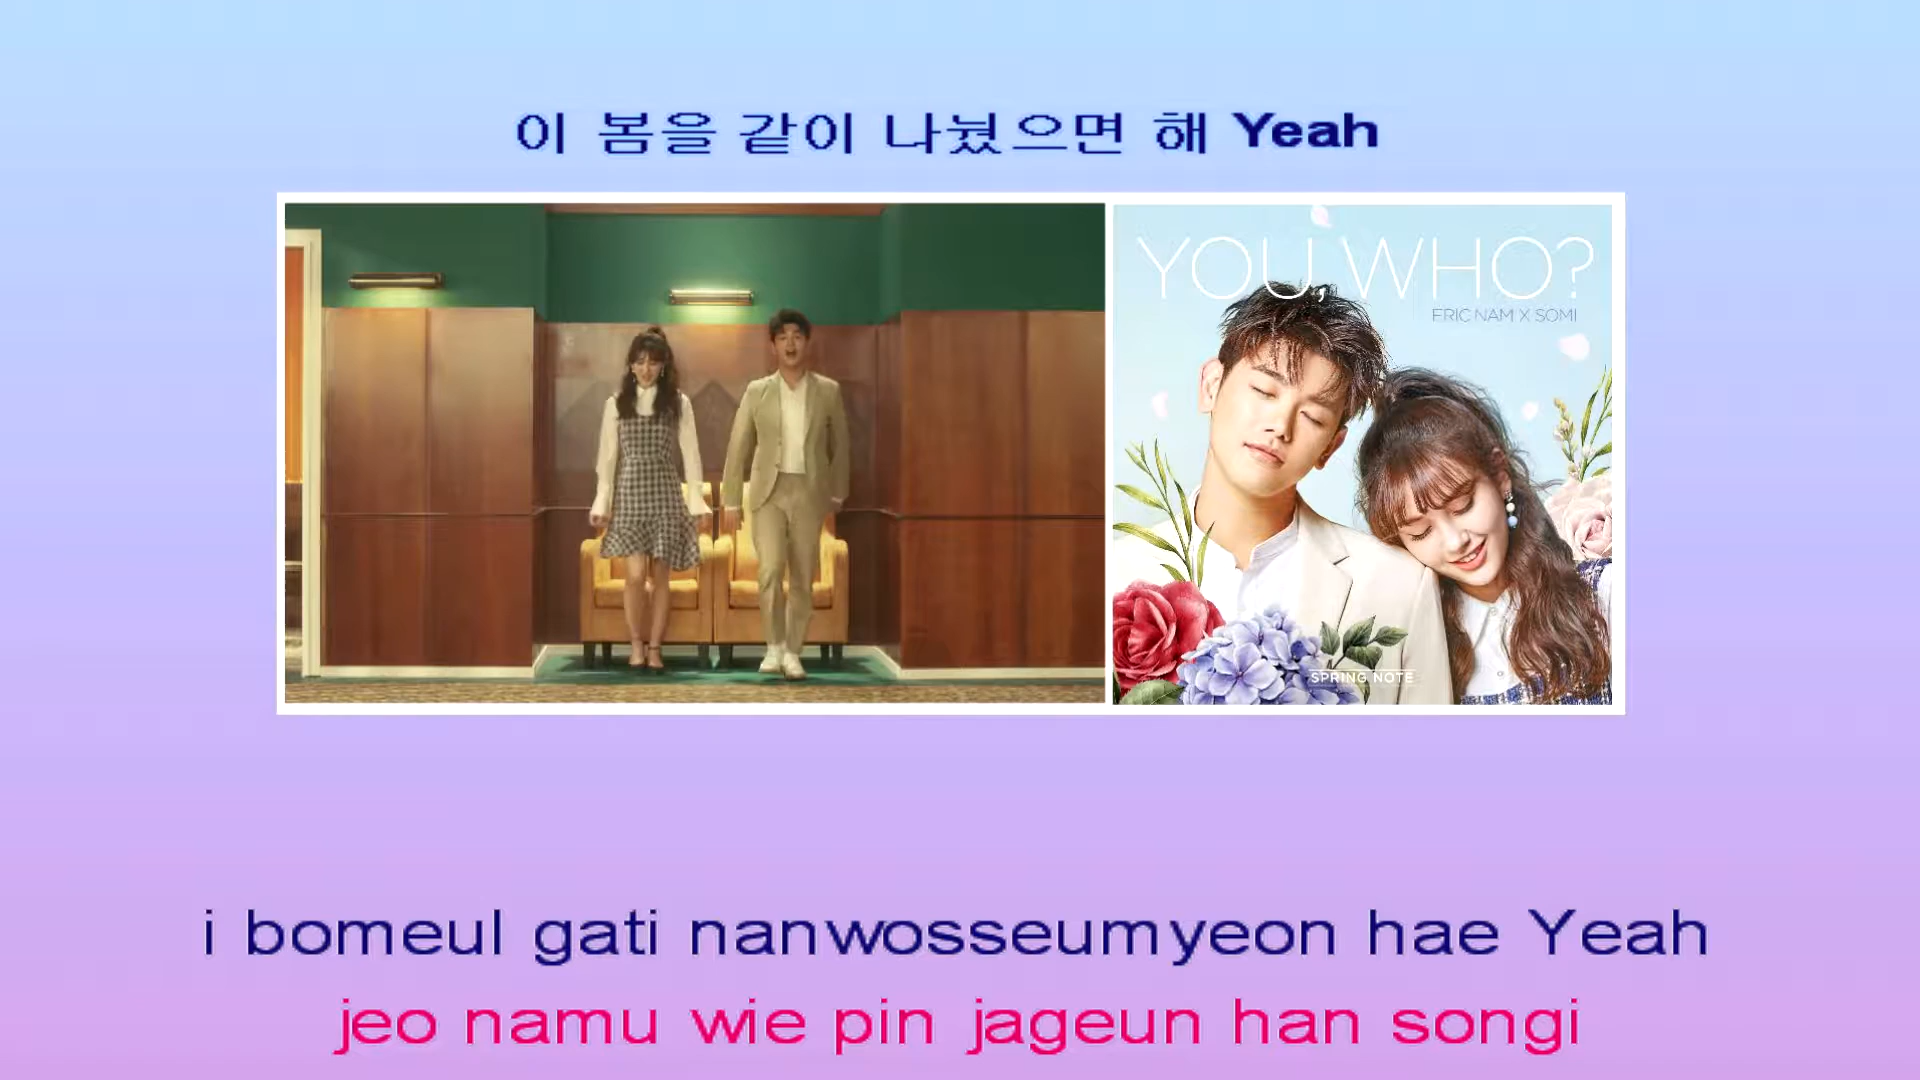 이 봄을 같이 나눴으면 해 Yeah
YOU, WHO?
ERIC NAM X SOMI
SPRING NOTE
i bomeul gati nanwosseumyeon hae Yeah
jeo namu wie pin jageun han songi